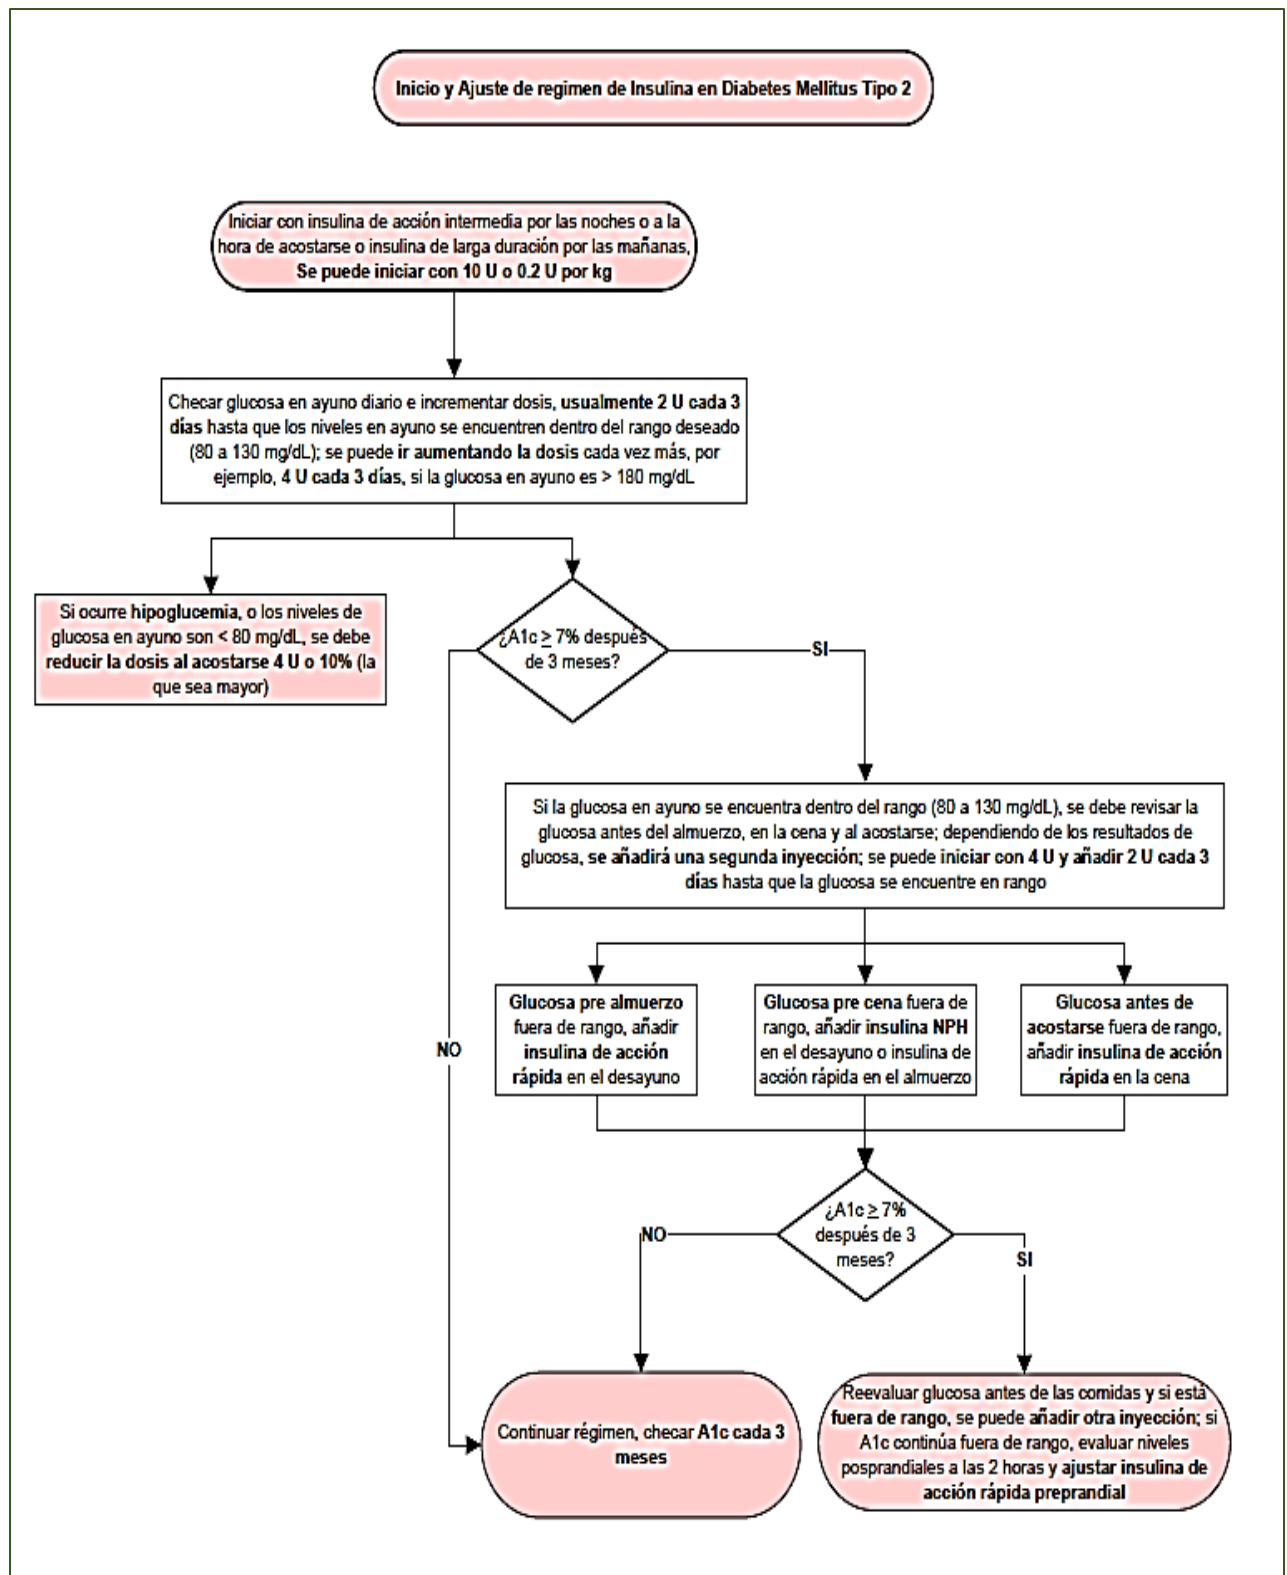 Inicio y Ajuste de regimen de Insulina en Diabetes Mellitus Tipo 2
Iniciar con insulina de acción intermedia por las noches o a la
hora de acostarse o insulina de larga duración por las mañanas,
Se puede iniciar con 10 U o 0.2 U por kg
Checar glucosa en ayuno diario e incrementar dosis, usualmente 2 U cada 3
días hasta que los niveles en ayuno se encuentren dentro del rango deseado
(80 a 130 mg/dL); se puede ir aumentando la dosis cada vez más, por
ejemplo, 4 U cada 3 días, si la glucosa en ayuno es > 180 mg/dL
Si ocurre hipoglucemia, o los niveles de
glucosa en ayuno son < 80 mg/dL, se debe
reducir la dosis al acostarse 4 U o 10% (la
que sea mayor)
¿A1c ≥ 7% después
de 3 meses?
SI
Si la glucosa en ayuno se encuentra dentro del rango (80 a 130 mg/dL), se debe revisar la
glucosa antes del almuerzo, en la cena y al acostarse; dependiendo de los resultados de
glucosa, se añadirá una segunda inyección; se puede iniciar con 4 U y añadir 2 U cada 3
días hasta que la glucosa se encuentre en rango
NO
Glucosa pre almuerzo
fuera de rango, añadir
insulina de acción
rápida en el desayuno
Glucosa pre cena fuera de
rango, añadir insulina NPH
en el desayuno o insulina de
acción rápida en el almuerzo
Glucosa antes de
acostarse fuera de rango,
añadir insulina de acción
rápida en la cena
¿A1c ≥ 7%
después de 3
meses?
NO
SI
Continuar régimen, checar A1c cada 3
meses
Reevaluar glucosa antes de las comidas y si está
fuera de rango, se puede añadir otra inyección; si
A1c continúa fuera de rango, evaluar niveles
posprandiales a las 2 horas y ajustar insulina de
acción rápida preprandial